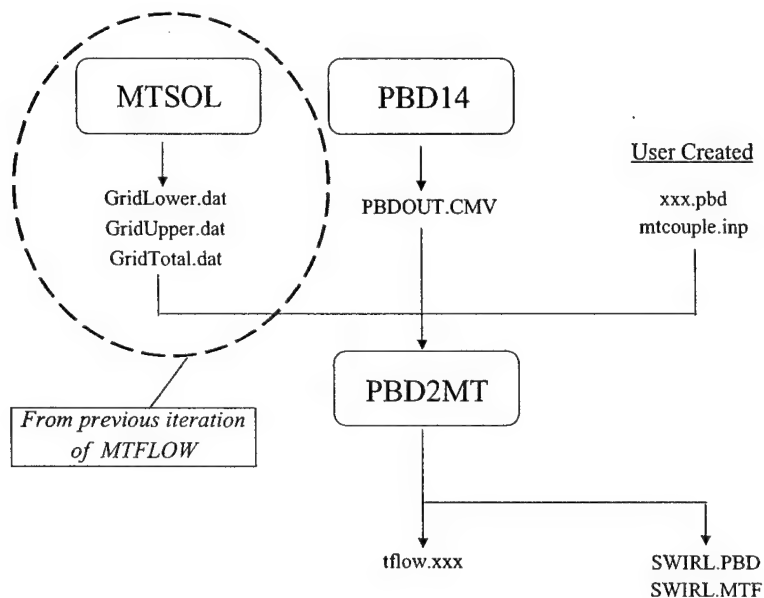 MTSOL
PBD14
User Created
GridLower.dat
GridUpper.dat
GridTotal.dat
PBDOUT.CMV
xxx.pbd
mtcouple.inp
PBD2MT
From previous iteration
of MTFLOW
tflow.xxx
SWIRL.PBD
SWIRL.MTF